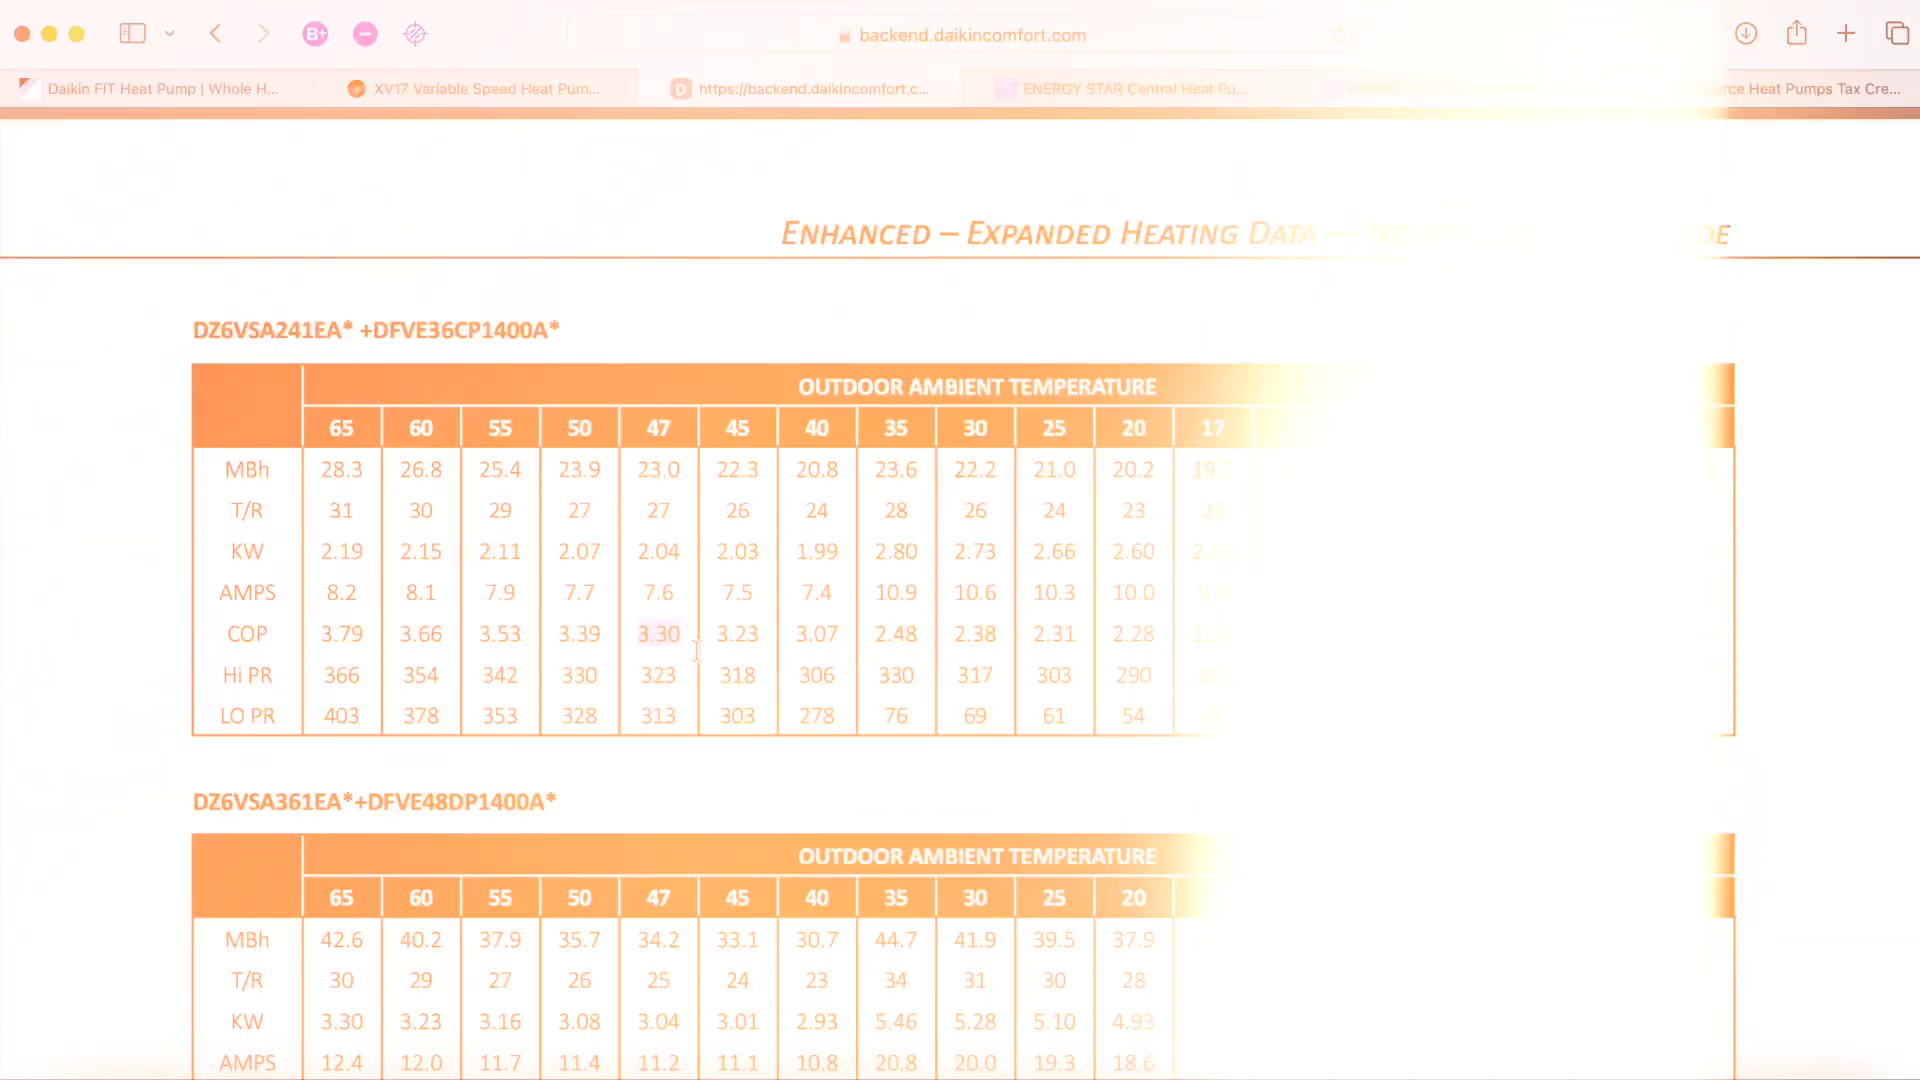 backend.daikincomfort.com
Daikin FIT Heat Pump | Whole H... XV17 Variable Speed Heat Pum... https://backend.daikincomfort.c... ENERGY STAR Central Heat Pu... Heat Pumps Tax Cre...
ENHANCED – EXPANDED HEATING DATA —
DZ6VSA241EA* +DFVE36CP1400A*
OUTDOOR AMBIENT TEMPERATURE
65 60 55 50 47 45 40 35 30 25 20 17
MBh 28.3 26.8 25.4 23.9 23.0 22.3 20.8 23.6 22.2 21.0 20.2
T/R 31 30 29 27 27 26 24 28 26 24 23
KW 2.19 2.15 2.11 2.07 2.04 2.03 1.99 2.80 2.73 2.66 2.60
AMPS 8.2 8.1 7.9 7.7 7.6 7.5 7.4 10.9 10.6 10.3 10.0
COP 3.79 3.66 3.53 3.39 3.30 3.23 3.07 2.48 2.38 2.31 2.28
Hi PR 366 354 342 330 323 318 306 330 317 303 290
LO PR 403 378 353 328 313 303 278 76 69 61 54
DZ6VSA361EA*+DFVE48DP1400A*
OUTDOOR AMBIENT TEMPERATURE
65 60 55 50 47 45 40 35 30 25 20
MBh 42.6 40.2 37.9 35.7 34.2 33.1 30.7 44.7 41.9 39.5 37.9
T/R 30 29 27 26 25 24 23 34 31 30 28
KW 3.30 3.23 3.16 3.08 3.04 3.01 2.93 5.46 5.28 5.10 4.93
AMPS 12.4 12.0 11.7 11.4 11.2 11.1 10.8 20.8 20.0 19.3 18.6